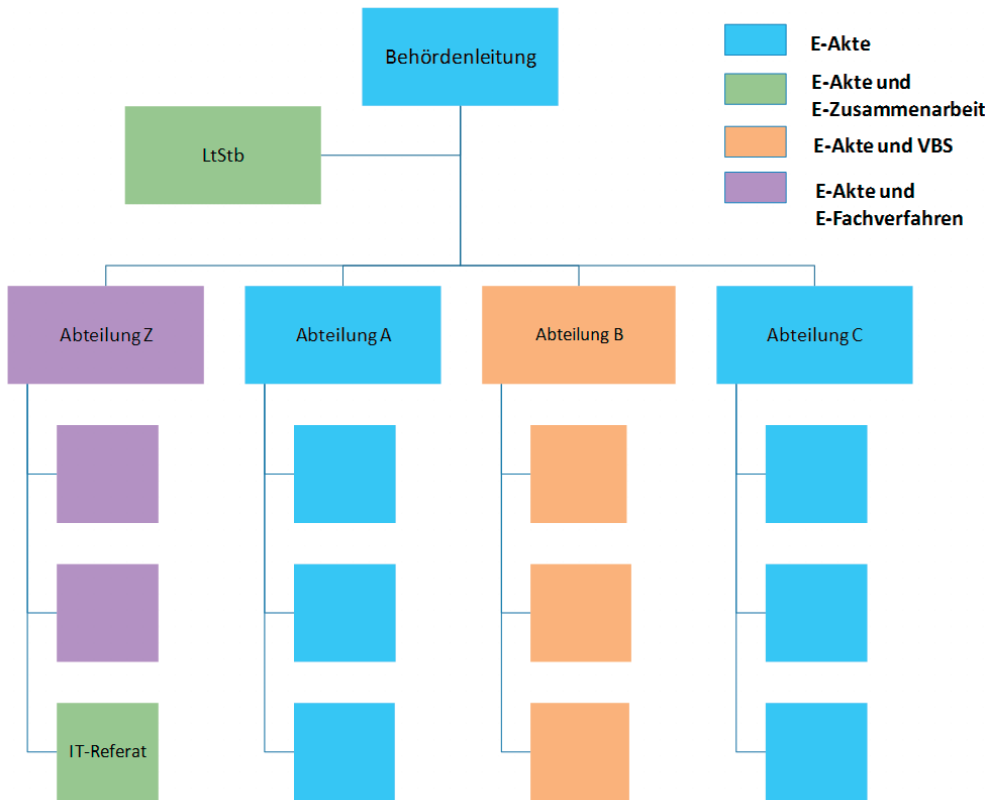 Behördenleitung
LtStb
E-Akte
E-Akte und
E-Zusammenarbeit
E-Akte und VBS
E-Akte und
E-Fachverfahren
Abteilung Z
Abteilung A
Abteilung B
Abteilung C
IT-Referat